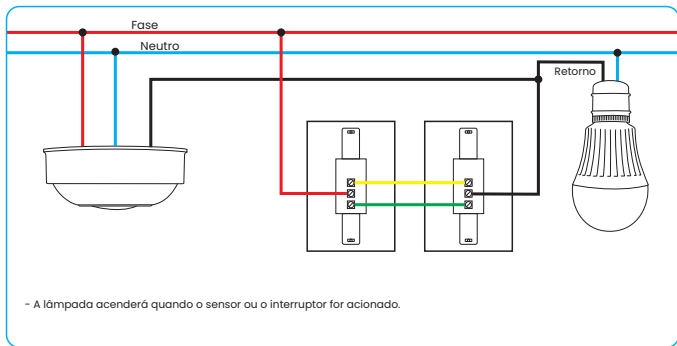 Fase
Neutro
Retorno
- A lâmpada acenderá quando o sensor ou o interruptor for acionado.